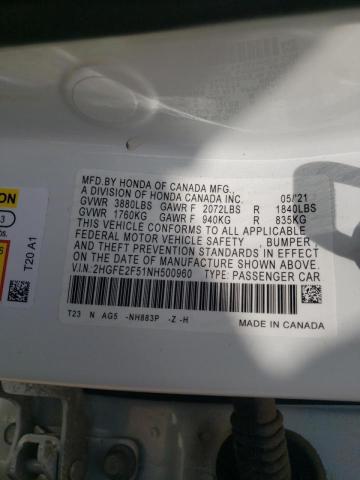 MFD.BY HONDA OF CANADA MFG.,
A DIVISION OF HONDA CANADA INC. 05/'21
GVWR 3880LBS GAWR F 2072LBS R 1840LBS
GVWR 1760KG GAWR F 940KG R 835KG
THIS VEHICLE CONFORMS TO ALL APPLICABLE
FEDERAL MOTOR VEHICLE SAFETY, BUMPER,
AND THEFT PREVENTION STANDARDS IN EFFECT
ON THE DATE OF MANUFACTURE SHOWN ABOVE.
V.I.N. 2HGFE2F51NH500960 TYPE: PASSENGER CAR
T23 N AG5 -NH883P -Z -H MADE IN CANADA
T20 A1
3